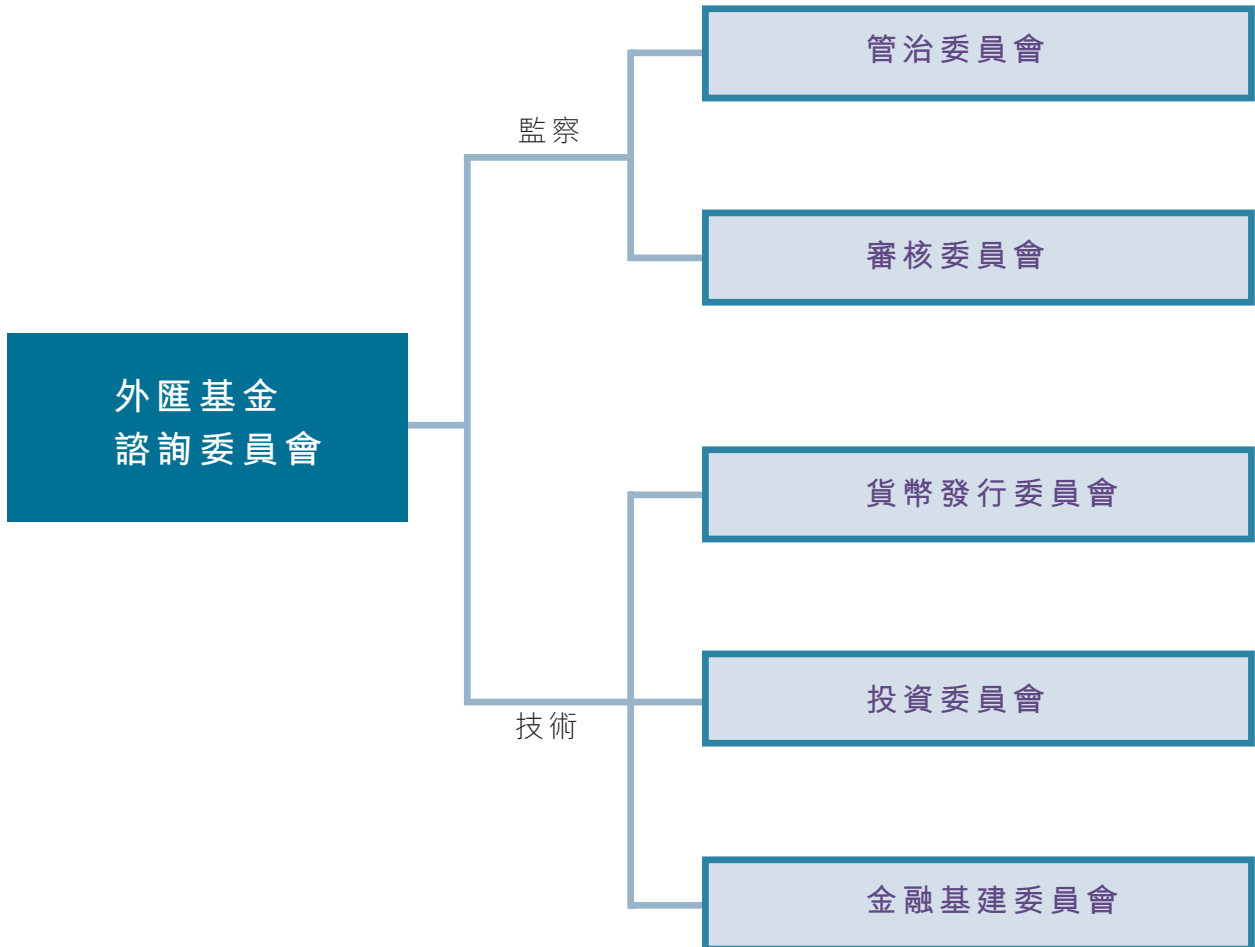 管治委員會
監察
審核委員會
外匯基金
諮詢委員會
貨幣發行委員會
投資委員會
技術
金融基建委員會